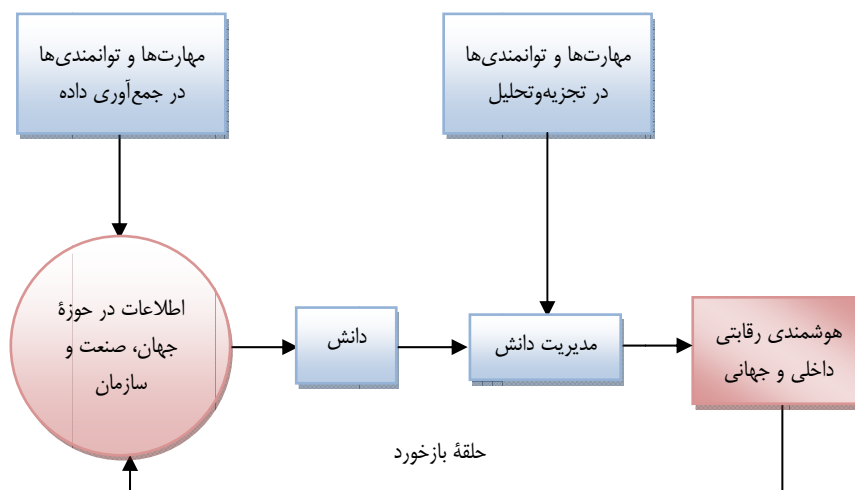 مهارت‌ها و توانمندی‌ها
در جمع‌آوری داده
مهارت‌ها و توانمندی‌ها
در تجزیه‌وتحلیل
اطلاعات در حوزهٔ
جهان، صنعت و
سازمان
دانش
مدیریت دانش
هوشمندی رقابتی
داخلی و جهانی
حلقهٔ بازخورد